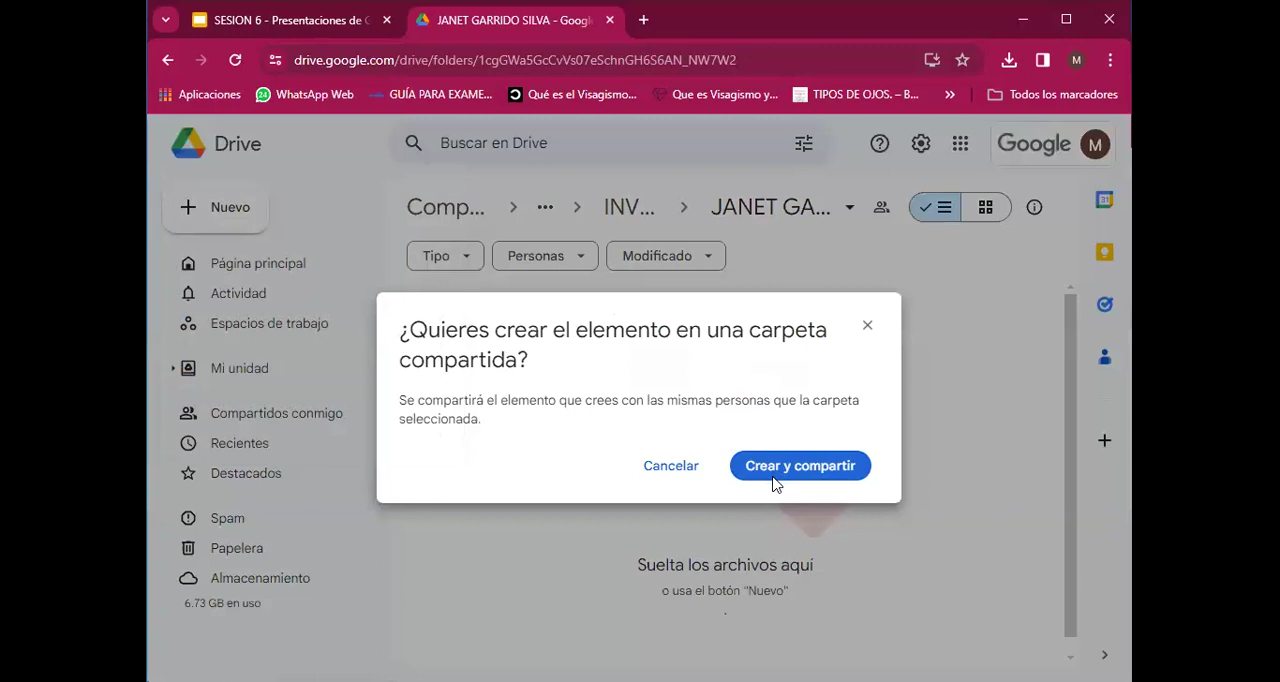 SESION 6 - Presentaciones de G
JANET GARRIDO SILVA - Googl
drive.google.com/drive/folders/1cgGWa5GcCvVs07eSchnGH6S6AN_NW7W2
M
Aplicaciones
24
WhatsApp Web
GUÍA PARA EXAME...
Qué es el Visagismo...
Que es Visagismo y...
TIPOS DE OJOS. – B...
Todos los marcadores
Drive
Buscar en Drive
Google
M
Nuevo
Comp...
INV...
JANET GA...
31
Tipo
Personas
Modificado
Página principal
Actividad
Espacios de trabajo
Mi unidad
Compartidos conmigo
Recientes
Destacados
Spam
Papelera
Almacenamiento
6.73 GB en uso
¿Quieres crear el elemento en una carpeta
compartida?
Se compartirá el elemento que crees con las mismas personas que la carpeta
seleccionada.
Cancelar
Crear y compartir
Suelta los archivos aquí
o usa el botón "Nuevo"
.